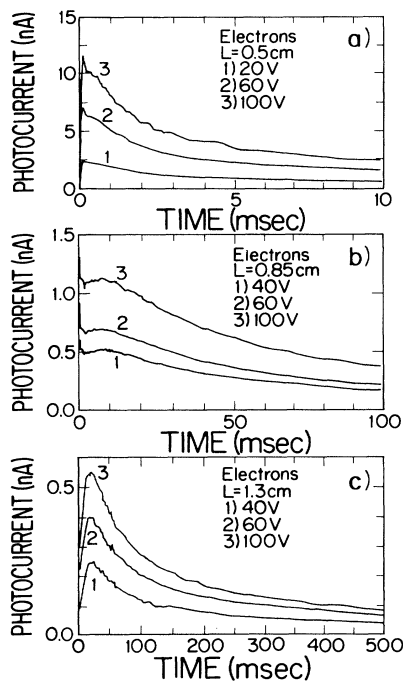 PHOTOCURRENT (nA)
15
10
5
0
Electrons
L=0.5cm
1) 20V
2) 60V
3) 100V
a)
3
2
1
0
5
10
TIME (msec)
PHOTOCURRENT (nA)
1.5
1.0
0.5
0.0
Electrons
L=0.85cm
1) 40V
2) 60V
3) 100V
b)
3
2
1
0
50
100
TIME (msec)
PHOTOCURRENT (nA)
0.5
0.0
Electrons
L=1.3cm
1) 40V
2) 60V
3) 100V
c)
3
2
1
0
100
200
300
400
500
TIME (msec)